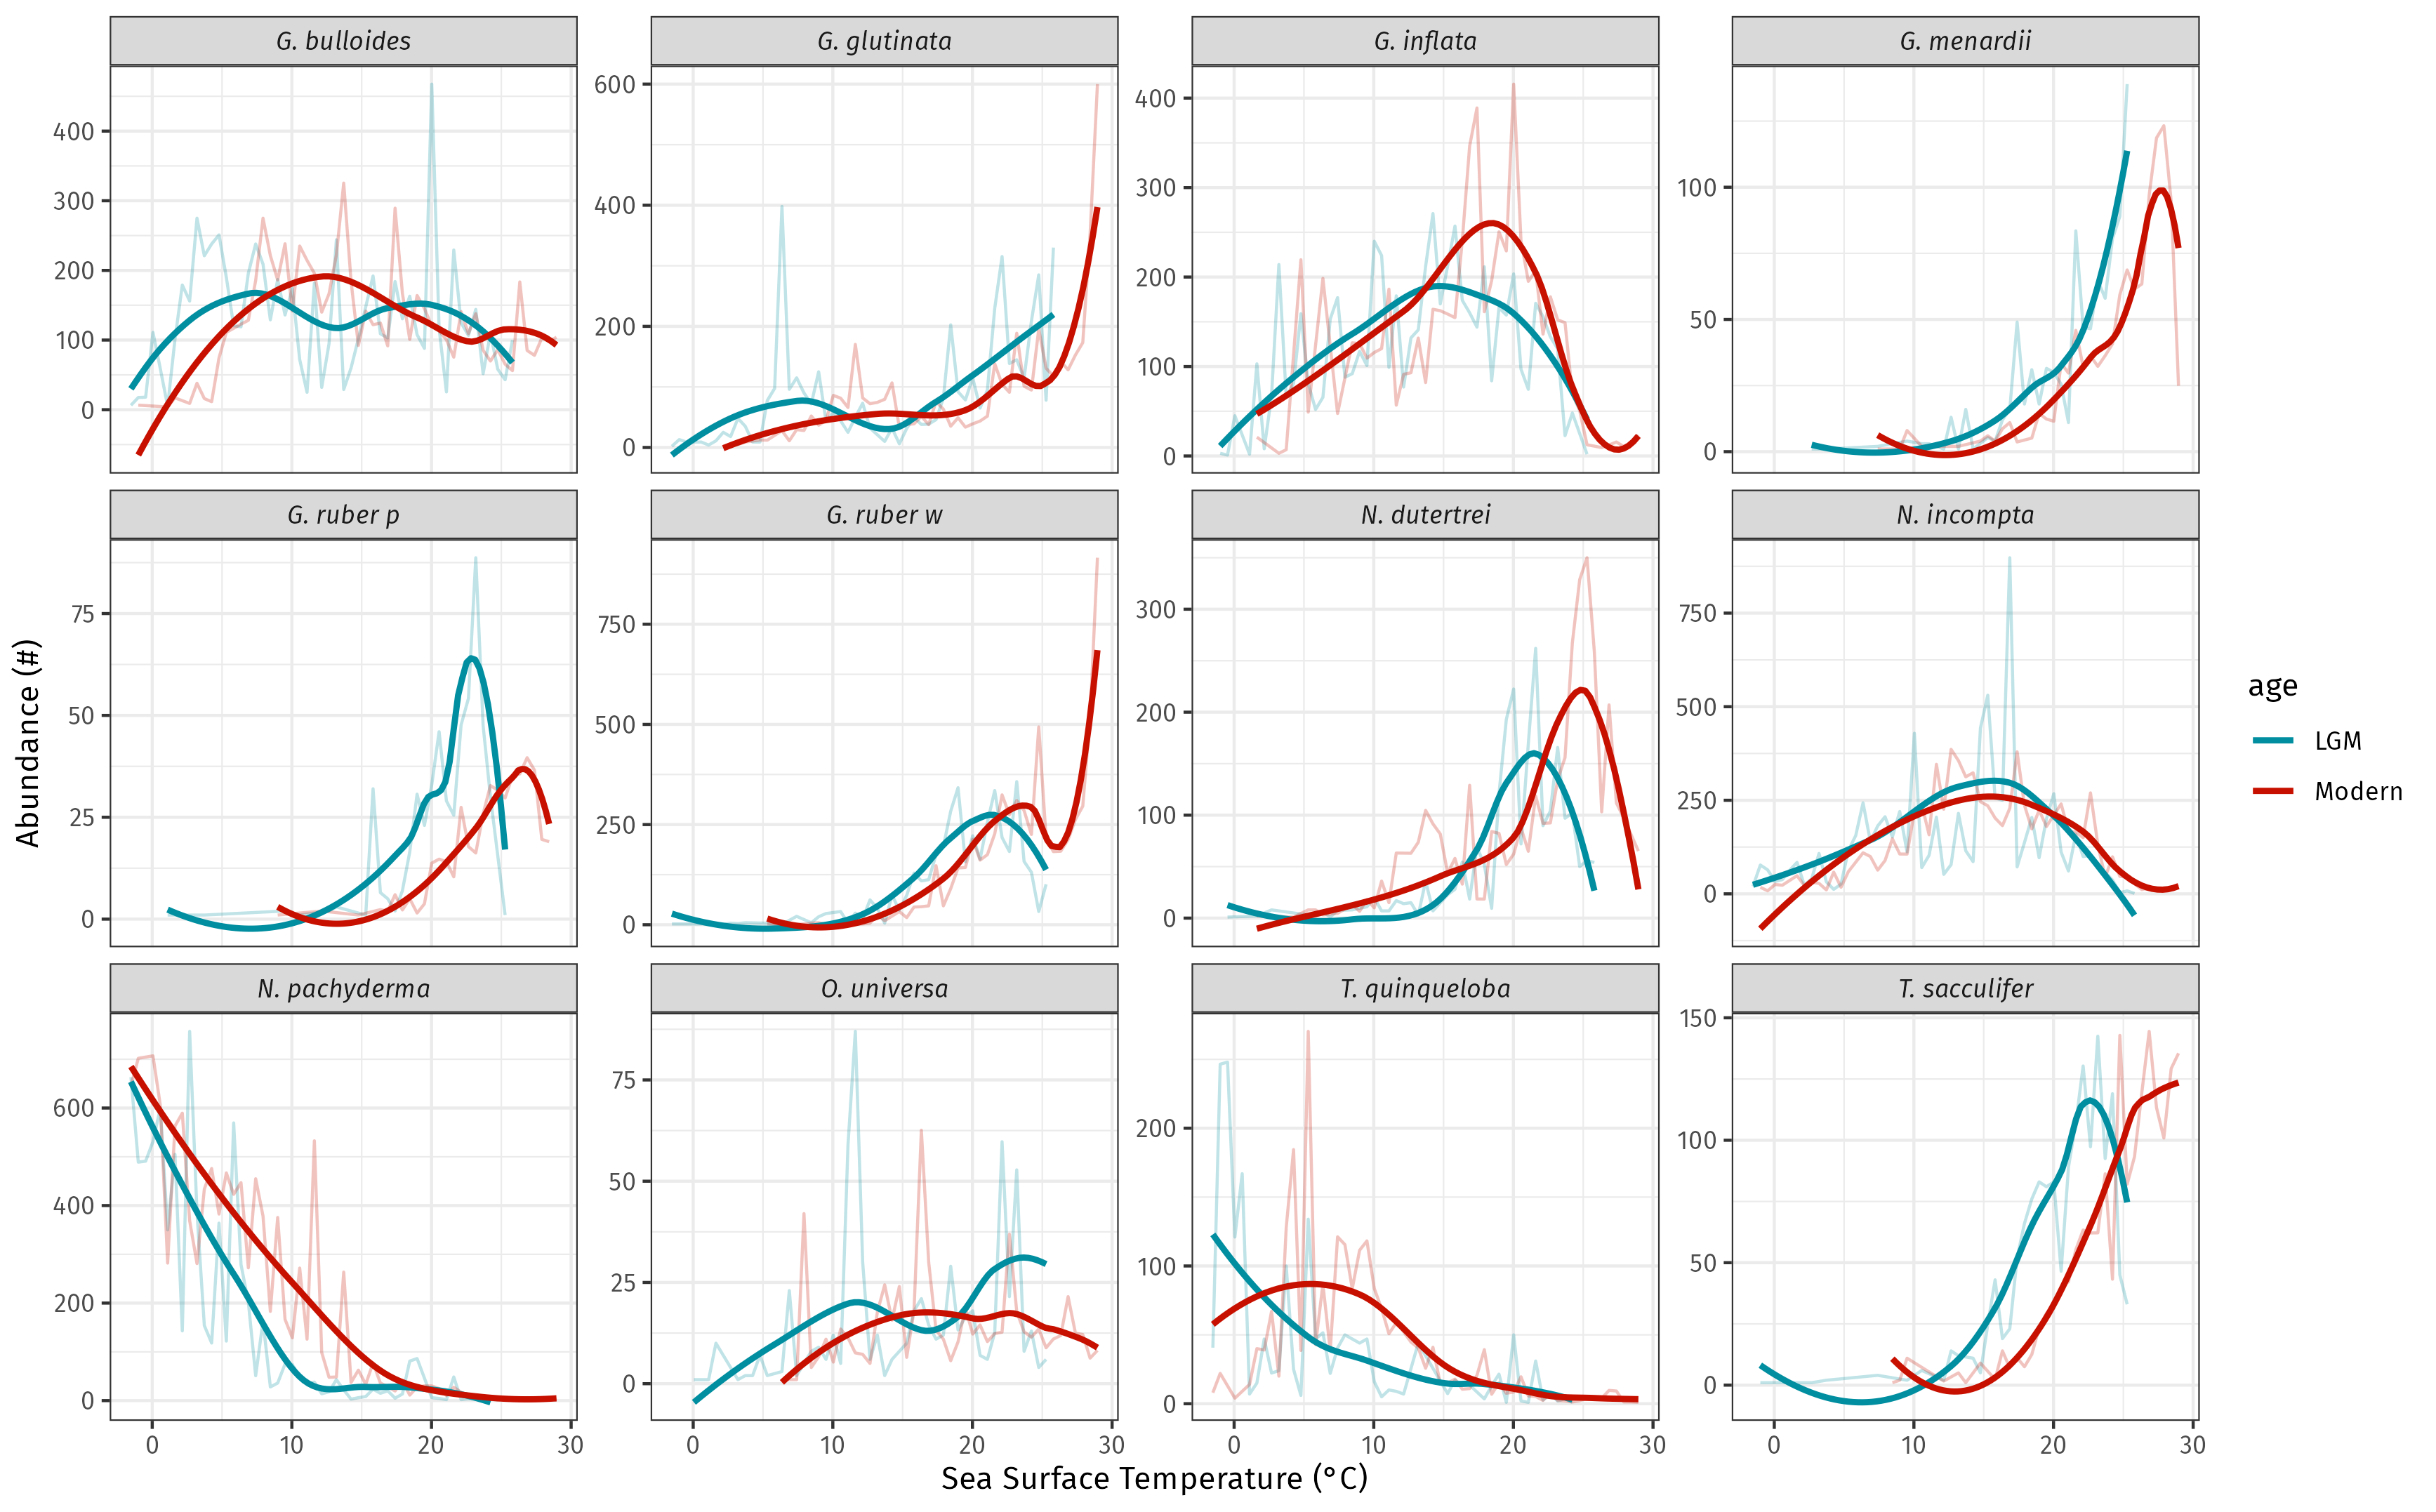 G. bulloides
G. glutinata
G. inflata
G. menardii
400
300
200
100
0
600
400
200
0
400
300
200
100
0
100
50
0
G. ruber p
G. ruber w
N. dutertrei
N. incompta
75
50
25
0
750
500
250
0
300
200
100
0
750
500
250
0
N. pachyderma
O. universa
T. quinqueloba
T. sacculifer
600
400
200
0
75
50
25
0
200
100
0
150
100
50
0
0 10 20 30
0 10 20 30
0 10 20 30
0 10 20 30
Sea Surface Temperature (°C)
Abundance (#)
age
LGM
Modern